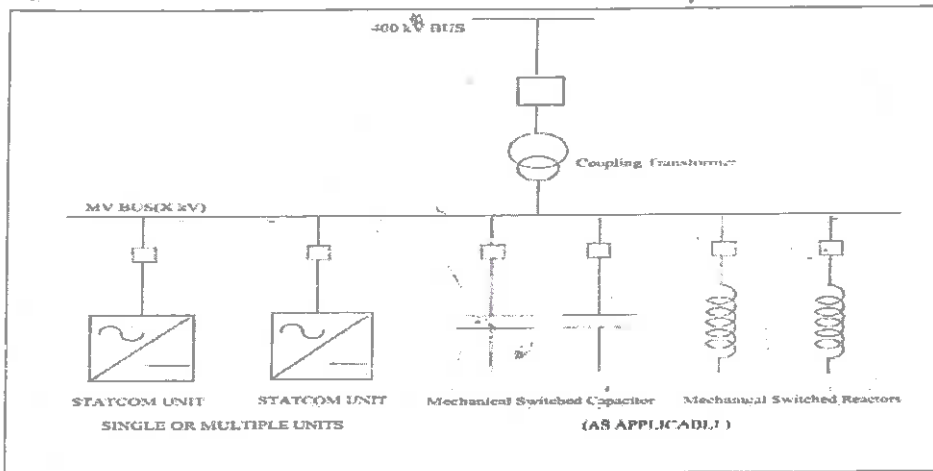 400 kV BUS
Coupling Transformer
MV BUS(X kV)
STATCOM UNIT
STATCOM UNIT
Mechanical Switched Capacitor
Mechanical Switched Reactors
SINGLE OR MULTIPLE UNITS
(AS APPLICABLE)